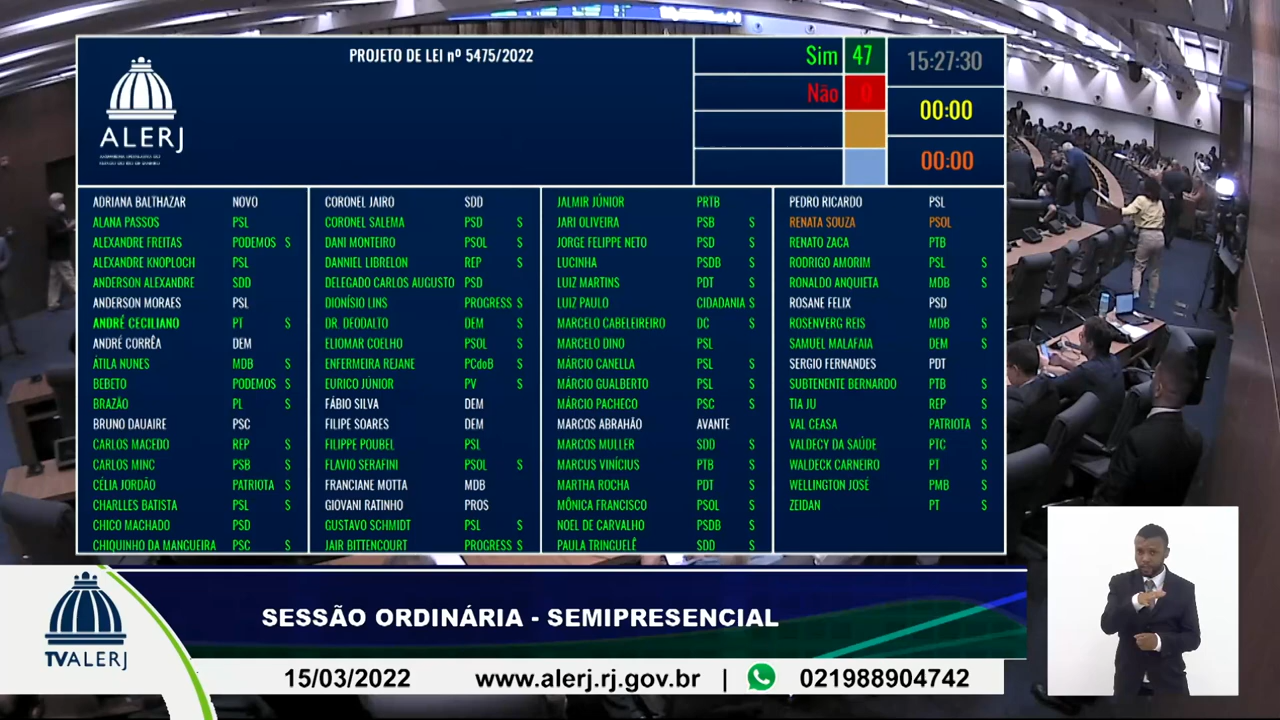 PROJETO DE LEI nº 5475/2022
Sim 47
Não 0
15:27:30
00:00
00:00
ALERJ
ADRIANA BALTHAZAR NOVO
ALANA PASSOS PSL
ALEXANDRE FREITAS PODEMOS S
ALEXANDRE KNOPLOCH PSL
ANDERSON ALEXANDRE SDD
ANDERSON MORAES PSL
ANDRÉ CECILIANO PT S
ANDRÉ CORRÊA DEM
ÁTILA NUNES MDB S
BEBETO PODEMOS S
BRAZÃO PL S
BRUNO DAUAIRE PSC
CARLOS MACEDO REP S
CARLOS MINC PSB S
CÉLIA JORDÃO PATRIOTA S
CHARLLES BATISTA PSL S
CHICO MACHADO PSD
CHIQUINHO DA MANGUEIRA PSC S
CORONEL JAIRO SDD
CORONEL SALEMA PSD S
DANI MONTEIRO PSOL S
DANNIEL LIBRELON REP S
DELEGADO CARLOS AUGUSTO PSD
DIONÍSIO LINS PROGRESS S
DR. DEODALTO DEM S
ELIOMAR COELHO PSOL S
ENFERMEIRA REJANE PCdoB S
EURICO JÚNIOR PV S
FÁBIO SILVA DEM
FILIPE SOARES DEM
FILIPPE POUBEL PSL
FLAVIO SERAFINI PSOL S
FRANCIANE MOTTA MDB
GIOVANI RATINHO PROS
GUSTAVO SCHMIDT PSL S
JAIR BITTENCOURT PROGRESS S
JALMIR JÚNIOR PRTB
JARI OLIVEIRA PSB S
JORGE FELIPPE NETO PSD S
LUCINHA PSDB S
LUIZ MARTINS PDT S
LUIZ PAULO CIDADANIA S
MARCELO CABELEIREIRO DC S
MARCELO DINO PSL
MÁRCIO CANELLA PSL S
MÁRCIO GUALBERTO PSL S
MÁRCIO PACHECO PSC S
MARCOS ABRAHÃO AVANTE
MARCOS MULLER SDD S
MARCUS VINÍCIUS PTB S
MARTHA ROCHA PDT S
MÔNICA FRANCISCO PSOL S
NOEL DE CARVALHO PSDB S
PAULA TRINGUELÊ SDD S
PEDRO RICARDO PSL
RENATA SOUZA PSOL
RENATO ZACA PTB
RODRIGO AMORIM PSL S
RONALDO ANQUIETA MDB S
ROSANE FELIX PSD
ROSENVERG REIS MDB S
SAMUEL MALAFAIA DEM S
SERGIO FERNANDES PDT
SUBTENENTE BERNARDO PTB S
TIA JU REP S
VAL CEASA PATRIOTA S
VALDECY DA SAÚDE PTC S
WALDECK CARNEIRO PT S
WELLINGTON JOSÉ PMB S
ZEIDAN PT S
SESSÃO ORDINÁRIA - SEMIPRESENCIAL
TVALERJ
15/03/2022 www.alerj.rj.gov.br | 021988904742